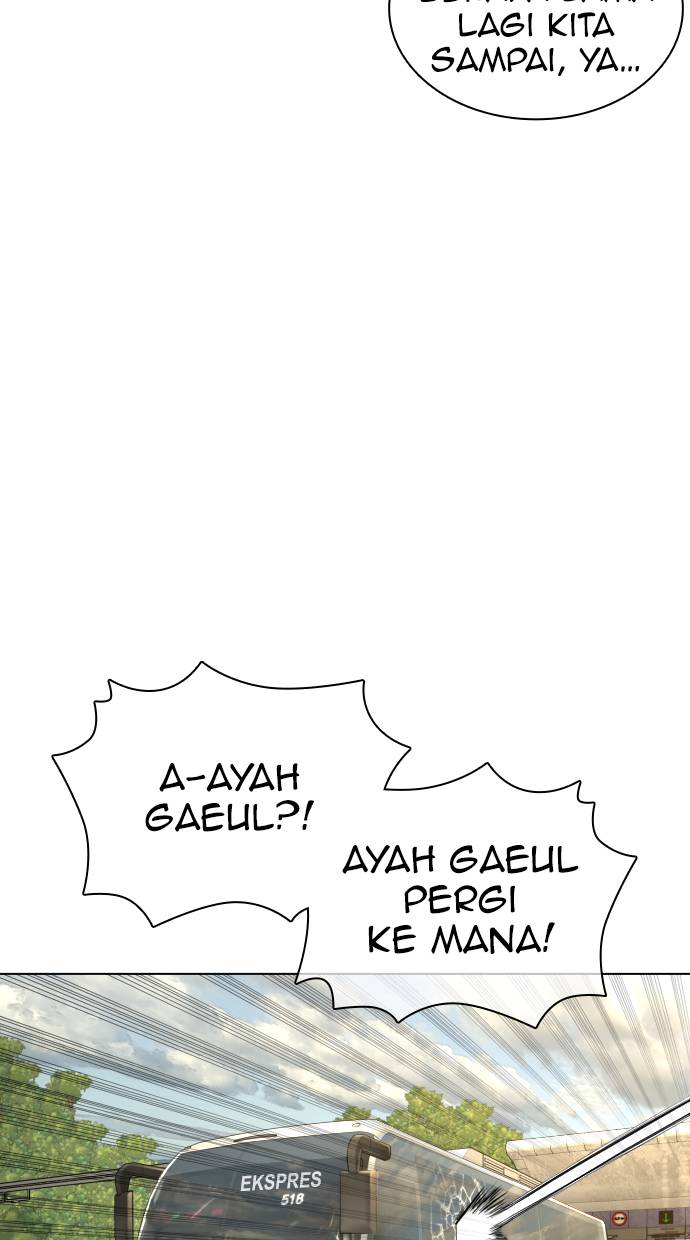 LAGI KITA
SAMPAI, YA...
A-AYAH
GAEUL?!
AYAH GAEUL
PERGI
KE MANA!
EKSPRES
518